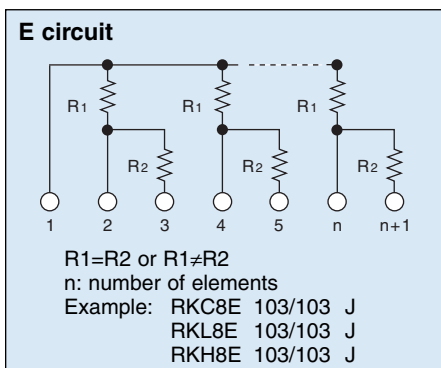 E circuit
R1 R1 R1
R2 R2 R2
1 2 3 4 5 n n+1
R1=R2 or R1≠R2
n: number of elements
Example: RKC8E 103/103 J
RKL8E 103/103 J
RKH8E 103/103 J